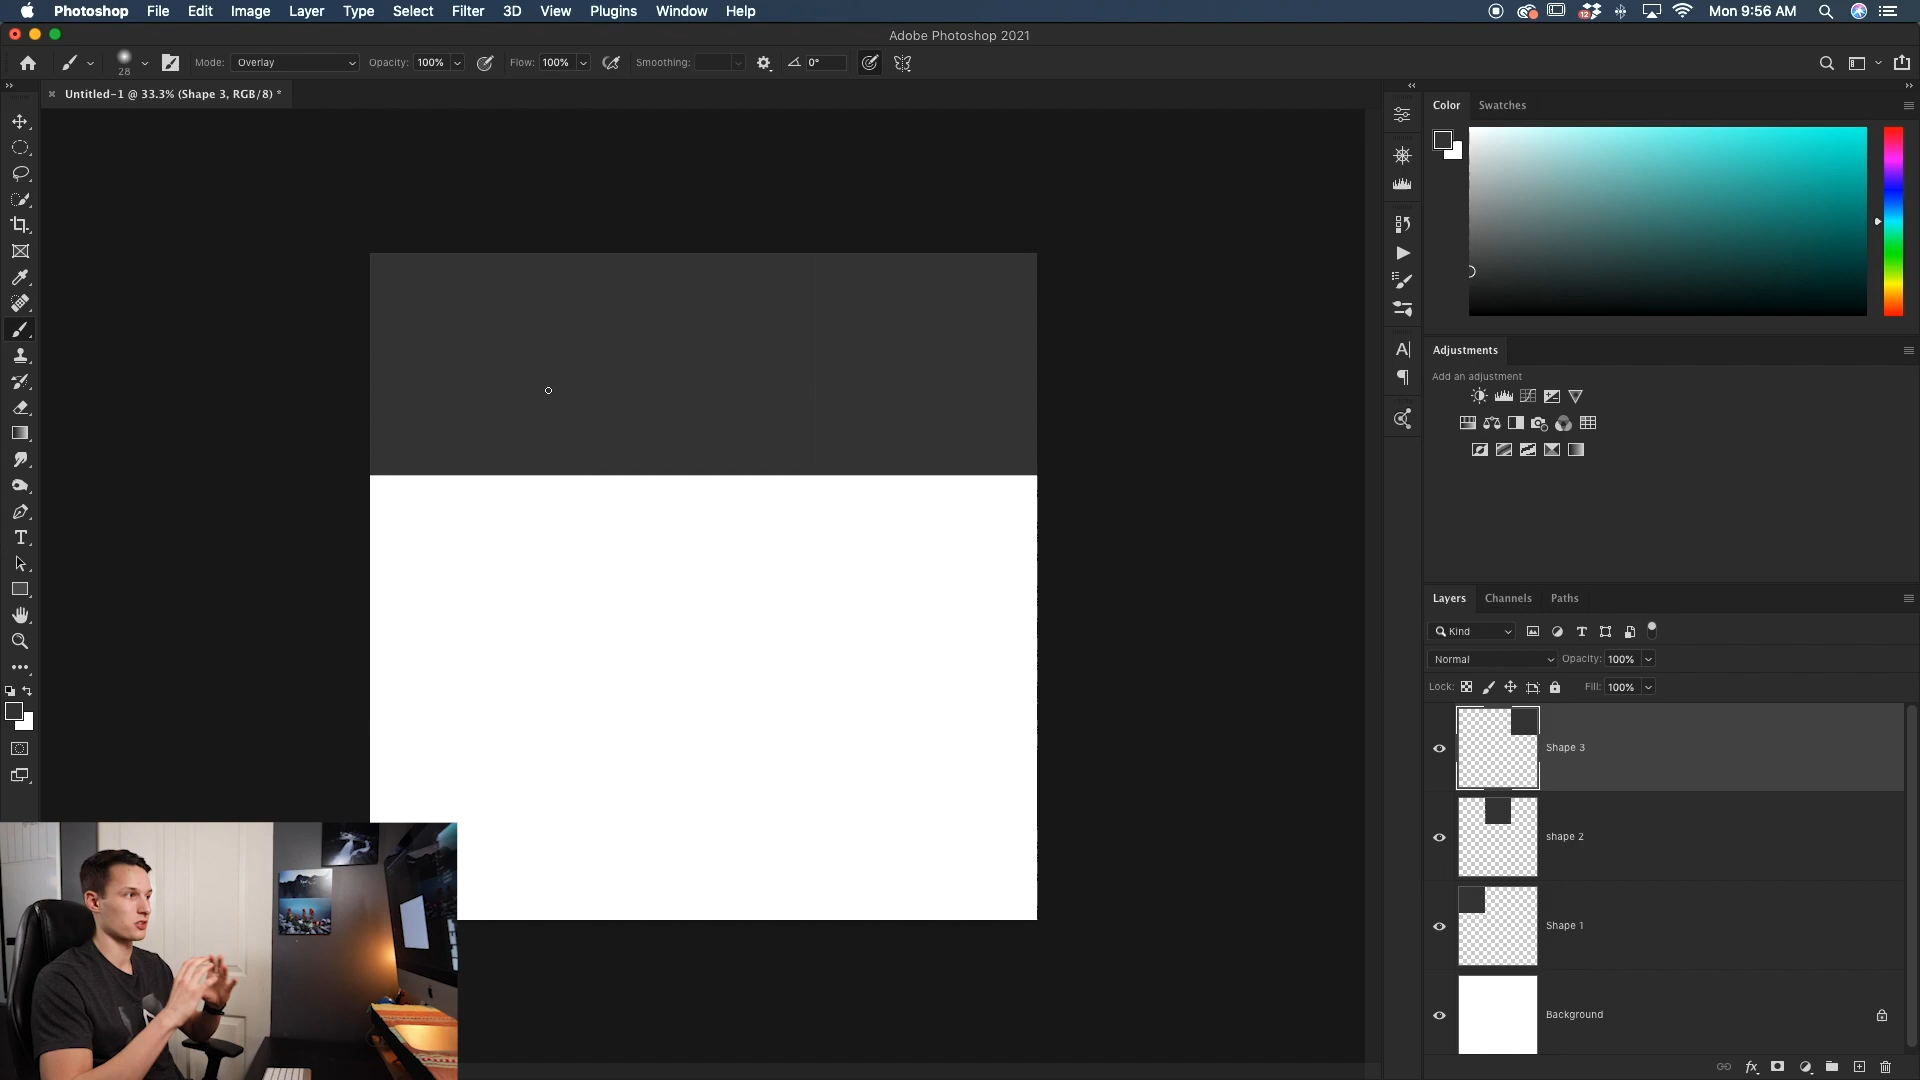 Photoshop File Edit Image Layer Type Select Filter 3D View Plugins Window Help
12
Mon 9:56 AM
Adobe Photoshop 2021
28
Mode: Overlay
Opacity: 100%
Flow: 100%
Smoothing:
0°
Untitled-1 @ 33.3% (Shape 3, RGB/8) *
Color Swatches
Adjustments
Add an adjustment
Layers Channels Paths
Kind
Normal
Opacity: 100%
Lock:
Fill: 100%
Shape 3
shape 2
Shape 1
Background
fx